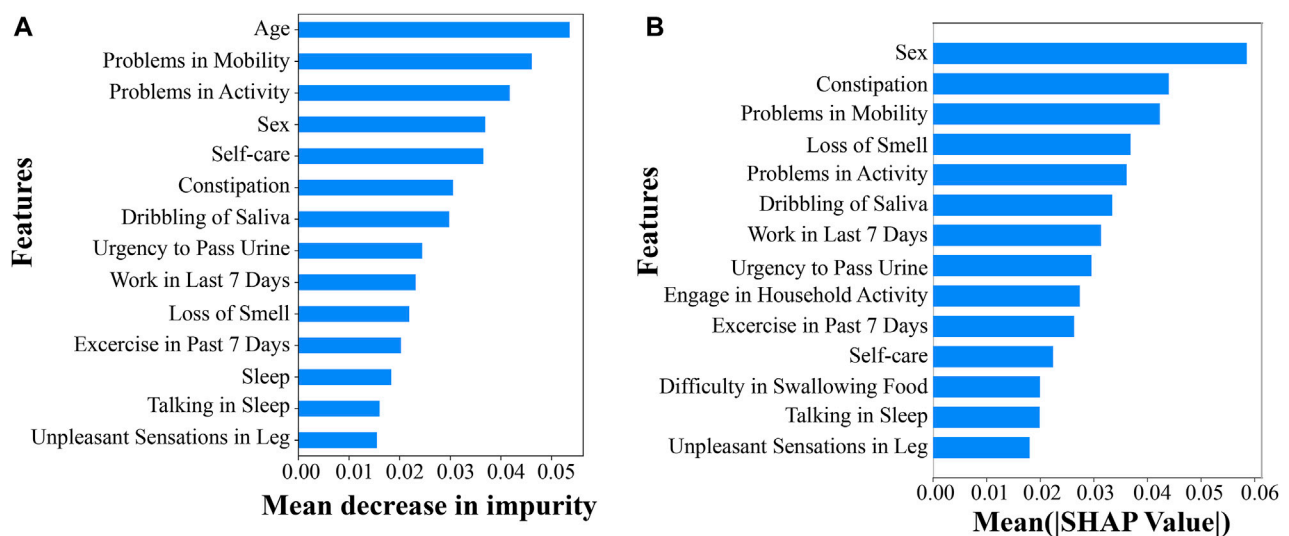 A
Features
Age
Problems in Mobility
Problems in Activity
Sex
Self-care
Constipation
Dribbling of Saliva
Urgency to Pass Urine
Work in Last 7 Days
Loss of Smell
Excercise in Past 7 Days
Sleep
Talking in Sleep
Unpleasant Sensations in Leg
0.00 0.01 0.02 0.03 0.04 0.05
Mean decrease in impurity
B
Features
Sex
Constipation
Problems in Mobility
Loss of Smell
Problems in Activity
Dribbling of Saliva
Work in Last 7 Days
Urgency to Pass Urine
Engage in Household Activity
Excercise in Past 7 Days
Self-care
Difficulty in Swallowing Food
Talking in Sleep
Unpleasant Sensations in Leg
0.00 0.01 0.02 0.03 0.04 0.05 0.06
Mean(|SHAP Value|)